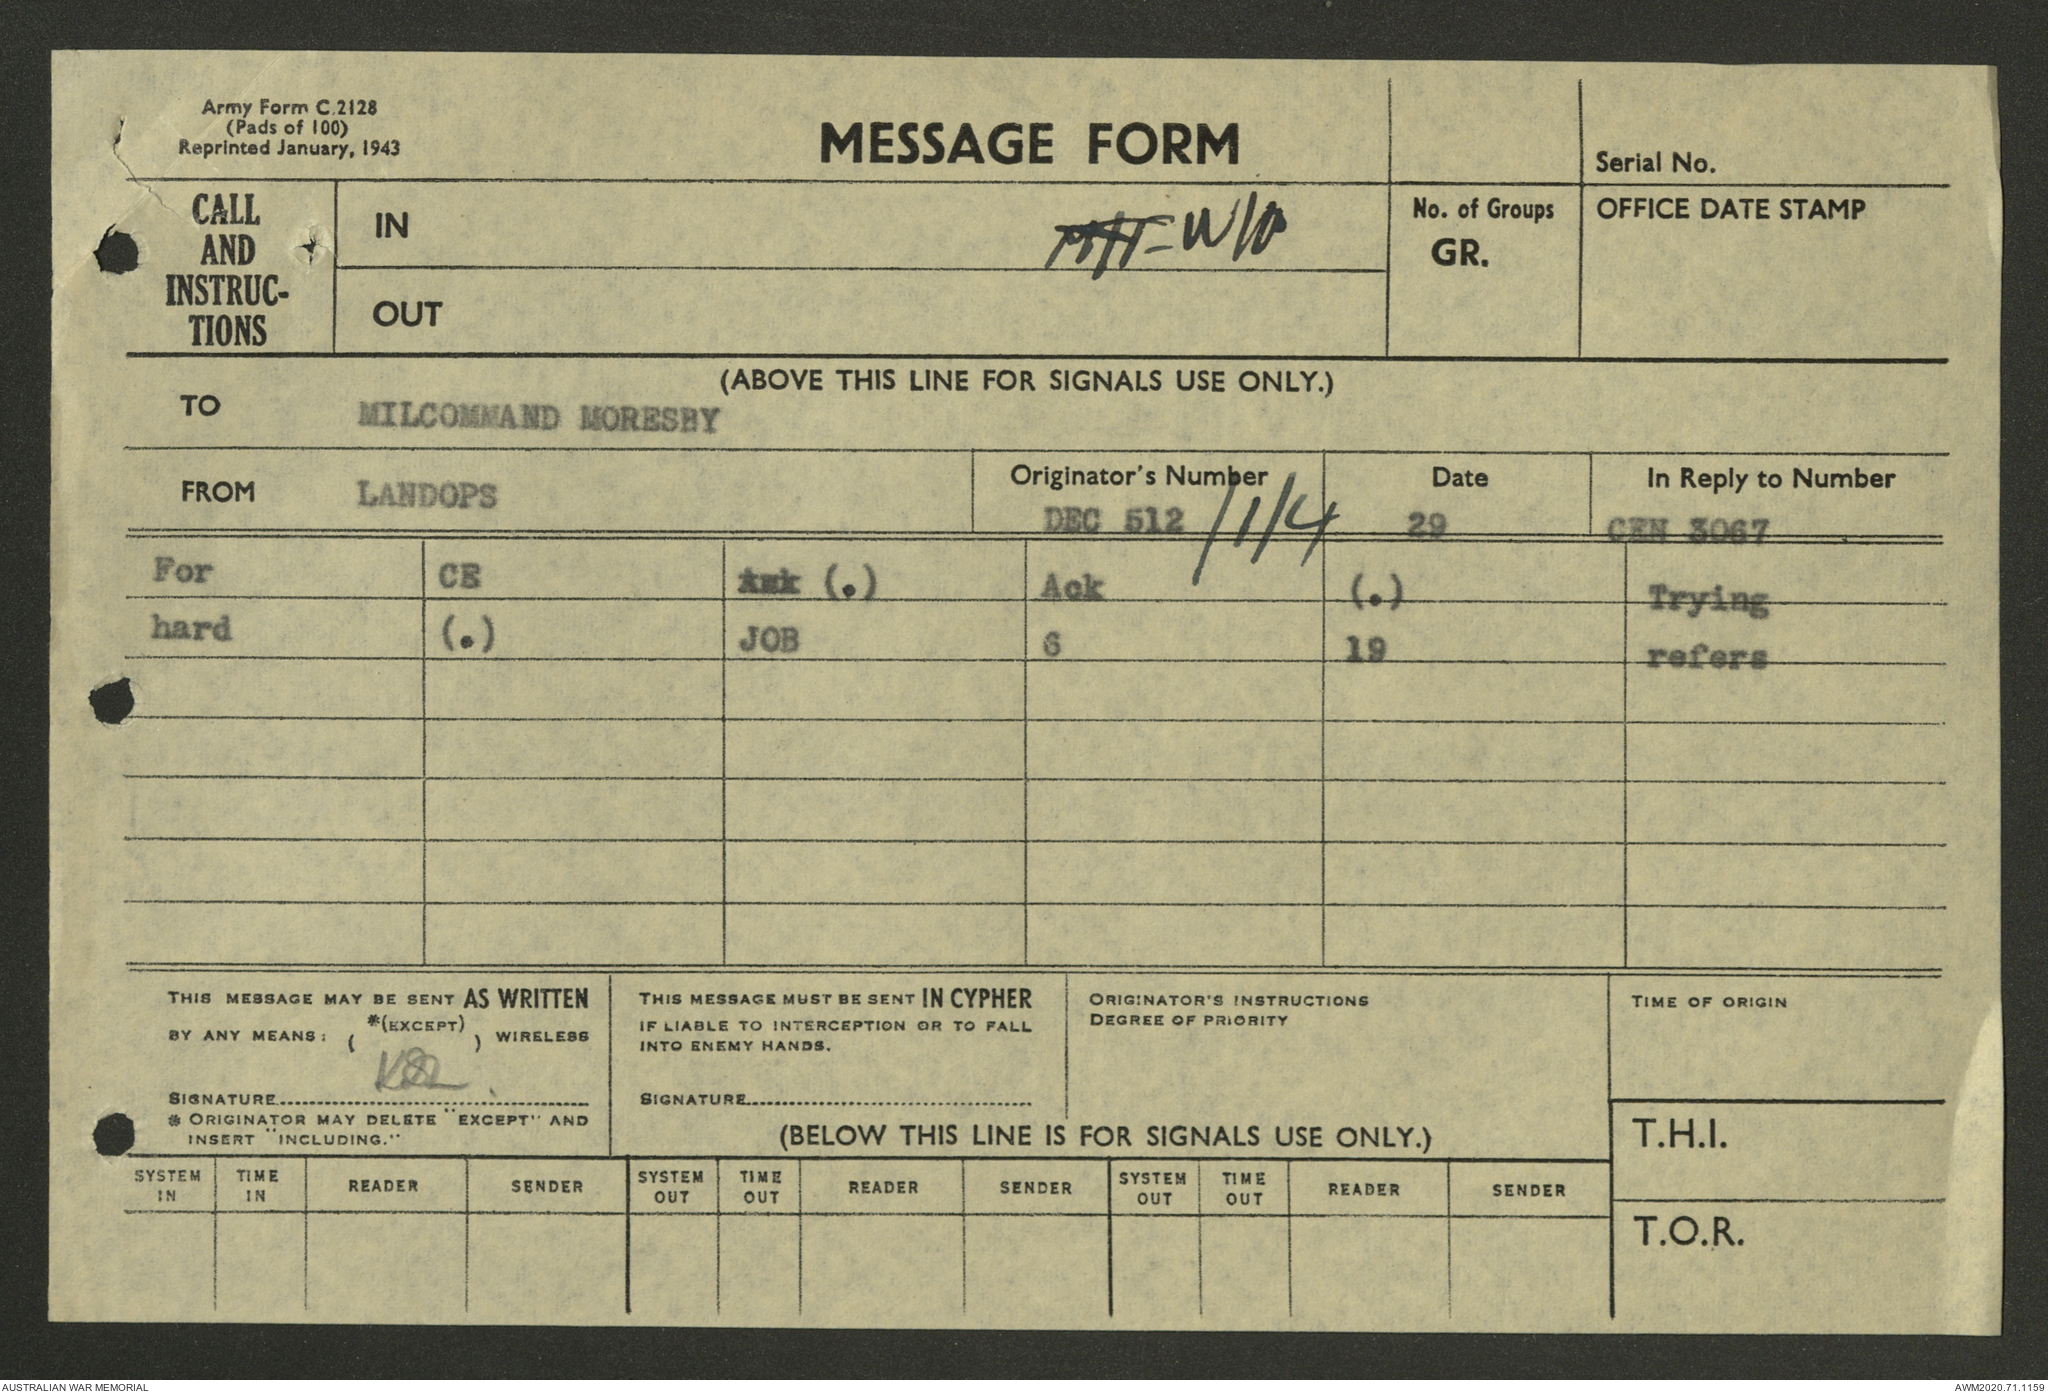 Army Form C.2128
(Pads of 100)
Reprinted January, 1943
MESSAGE FORM
Serial No.
CALL
AND
INSTRUC-
TIONS
IN
W/O
OUT
No. of Groups
GR.
OFFICE DATE STAMP
(ABOVE THIS LINE FOR SIGNALS USE ONLY.)
TO MILCOMMAND MORESBY
FROM LANDOPS
Originator's Number
DEC 512 /1/4
Date
29
In Reply to Number
CEN 3067
For CE (.) Ack (.) Trying
hard (.) JOB 6 19 refers
THIS MESSAGE MAY BE SENT AS WRITTEN
BY ANY MEANS: ( *(EXCEPT) ) WIRELESS
SIGNATURE
* ORIGINATOR MAY DELETE "EXCEPT" AND
INSERT "INCLUDING."
THIS MESSAGE MUST BE SENT IN CYPHER
IF LIABLE TO INTERCEPTION OR TO FALL
INTO ENEMY HANDS.
SIGNATURE
ORIGINATOR'S INSTRUCTIONS
DEGREE OF PRIORITY
TIME OF ORIGIN
(BELOW THIS LINE IS FOR SIGNALS USE ONLY.)
T.H.I.
SYSTEM IN TIME IN READER SENDER SYSTEM OUT TIME OUT READER SENDER SYSTEM OUT TIME OUT READER SENDER
T.O.R.
AUSTRALIAN WAR MEMORIAL
AWM2020.71.1159